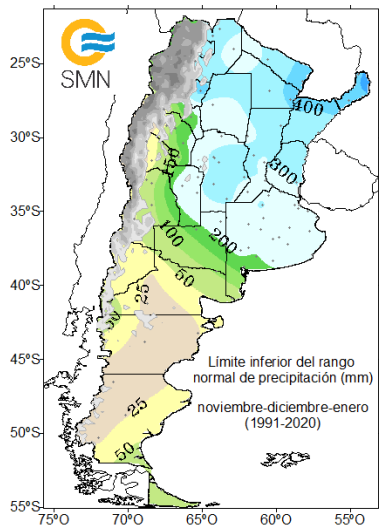 SMN
25°S
30°S
35°S
40°S
45°S
50°S
55°S
400
150
300
200
100
50
25
50
25
50
Límite inferior del rango
normal de precipitación (mm)
noviembre-diciembre-enero
(1991-2020)
75°O
70°O
65°O
60°O
55°O